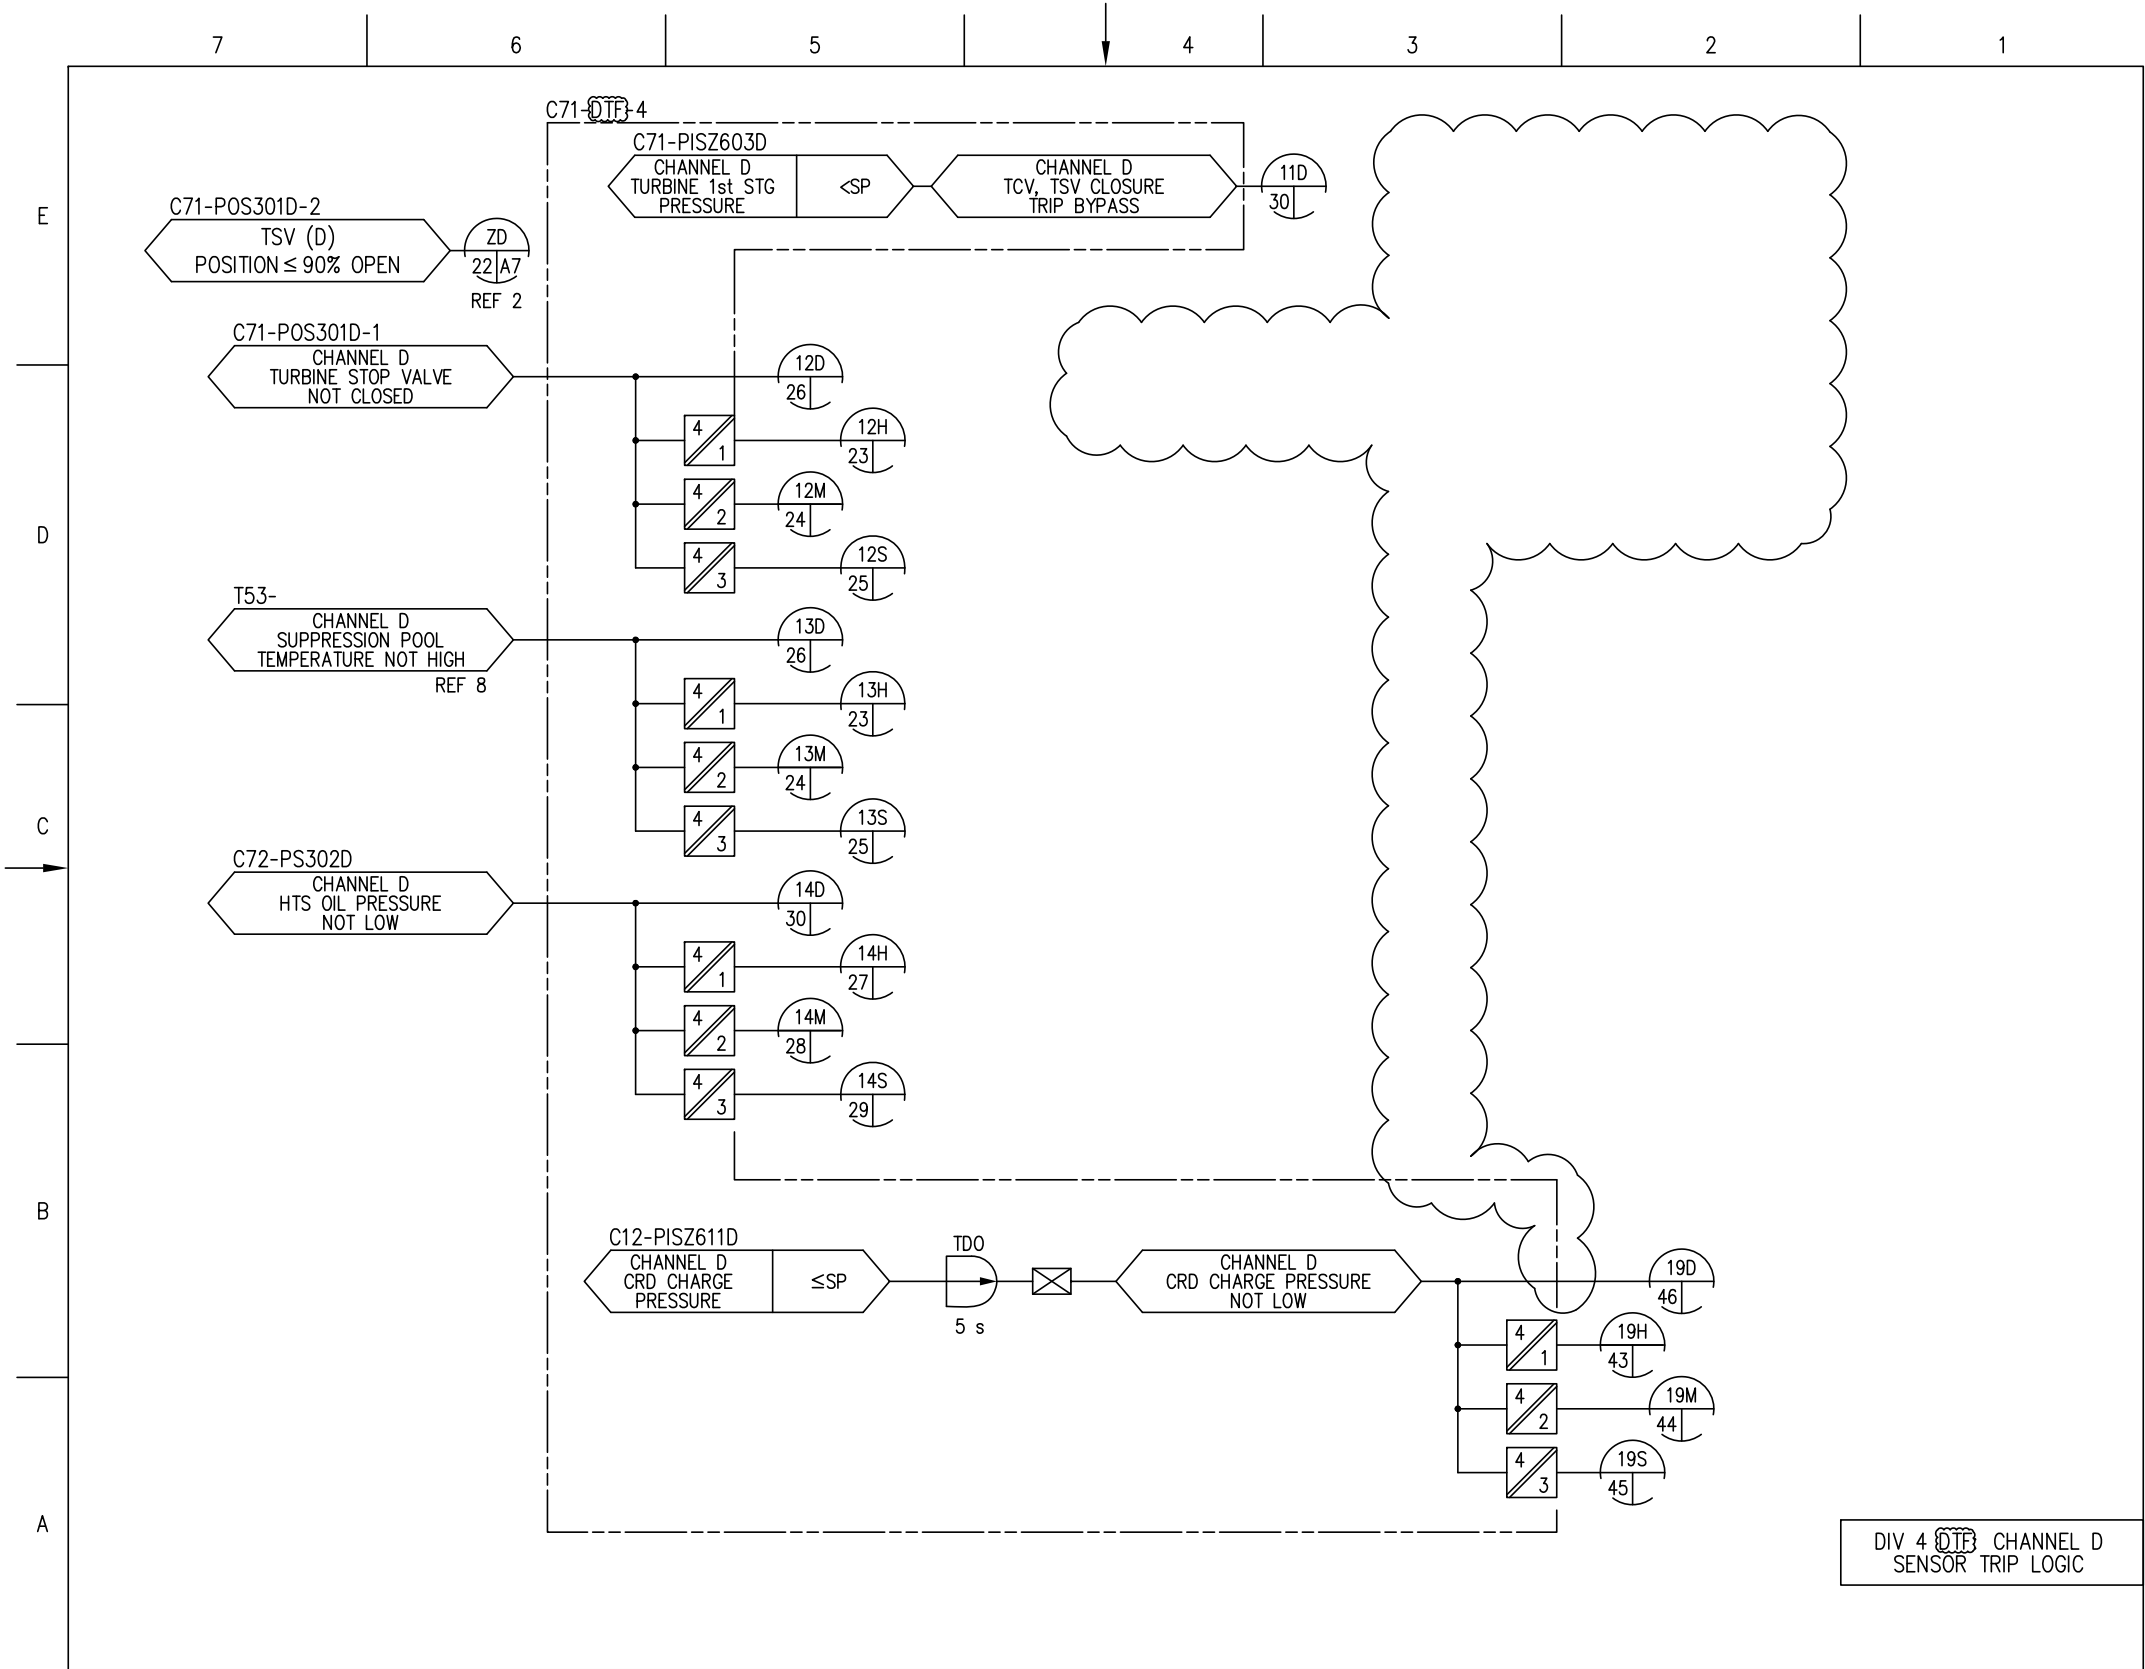 7 6 5 4 3 2 1
C71-DTF-4
C71-PISZ603D
CHANNEL D
TURBINE 1st STG
PRESSURE
<SP
CHANNEL D
TCV, TSV CLOSURE
TRIP BYPASS
11D
30
E
C71-POS301D-2
TSV (D)
POSITION ≤ 90% OPEN
ZD
22 A7
REF 2
C71-POS301D-1
CHANNEL D
TURBINE STOP VALVE
NOT CLOSED
12D
26
4
1
12H
23
4
2
12M
24
D
4
3
12S
25
T53-
CHANNEL D
SUPPRESSION POOL
TEMPERATURE NOT HIGH
REF 8
13D
26
4
1
13H
23
4
2
13M
24
C
4
3
13S
25
C72-PS302D
CHANNEL D
HTS OIL PRESSURE
NOT LOW
14D
30
4
1
14H
27
4
2
14M
28
4
3
14S
29
B
C12-PISZ611D
CHANNEL D
CRD CHARGE
PRESSURE
≤SP
TDO
5 s
CHANNEL D
CRD CHARGE PRESSURE
NOT LOW
19D
46
4
1
19H
43
4
2
19M
44
4
3
19S
45
A
DIV 4 DTF CHANNEL D
SENSOR TRIP LOGIC